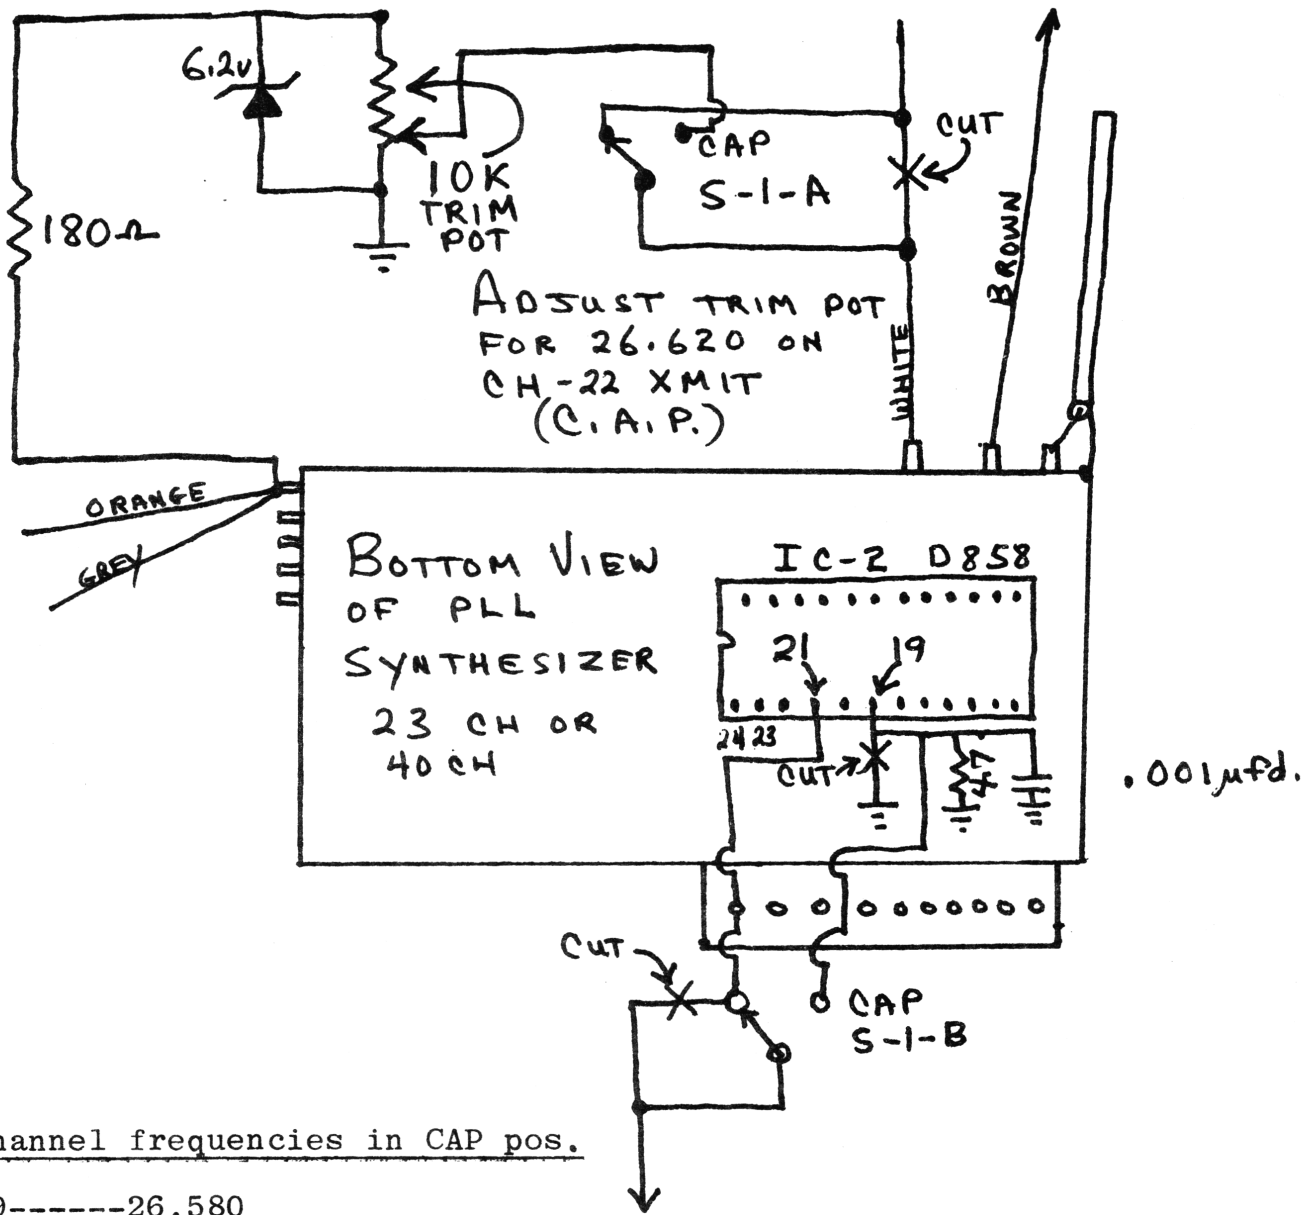 6.2v
CUT
CAP
S-1-A
10K
TRIM
POT
180Ω
BROWN
ADJUST TRIM POT
FOR 26.620 ON
CH-22 XMIT
(C.A.P.)
WHITE
ORANGE
GREY
BOTTOM VIEW
OF PLL
SYNTHESIZER
23 CH OR
40 CH
IC-2 D858
21
19
24 23
CUT
47
.001µfd.
CUT
CAP
S-1-B
hannel frequencies in CAP pos.
9------26.580